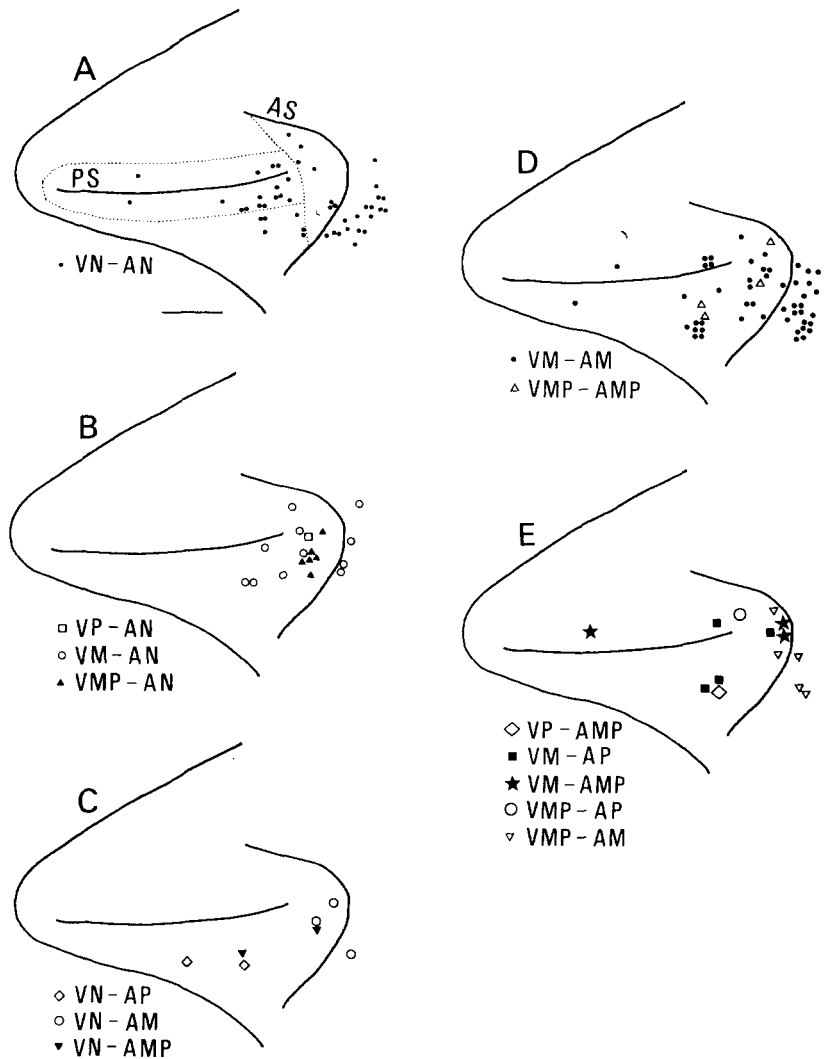 A
AS
PS
· VN-AN
B
□ VP-AN
○ VM-AN
▲ VMP-AN
C
◇ VN-AP
○ VN-AM
▼ VN-AMP
D
• VM-AM
△ VMP-AMP
E
◇ VP-AMP
■ VM-AP
★ VM-AMP
○ VMP-AP
▽ VMP-AM